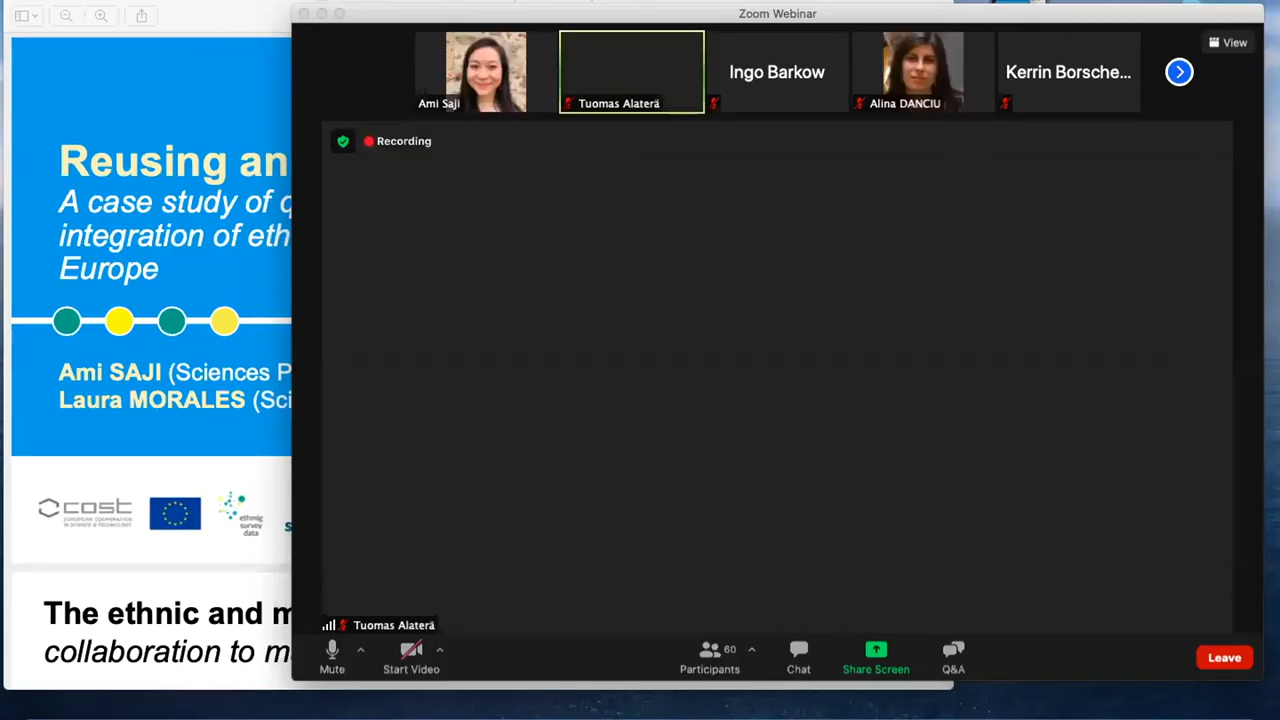 Zoom Webinar
View
Ami Saji
Tuomas Alaterä
Ingo Barkow
Alina DANCIU
Kerrin Borsche...
Recording
Reusing an
A case study of q
integration of eth
Europe
Ami SAJI (Sciences P
Laura MORALES (Sci
cost
EUROPEAN COOPERATION
IN SCIENCE & TECHNOLOGY
ethmig
survey
data
s
The ethnic and m
collaboration to m
Tuomas Alaterä
Mute
Start Video
60
Participants
Chat
Share Screen
Q&A
Leave